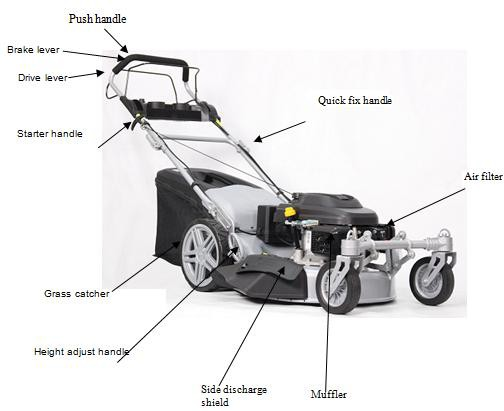 Push handle
Brake lever
Drive lever
Quick fix handle
Starter handle
Air filter
Grass catcher
Height adjust handle
Side discharge
shield
Muffler